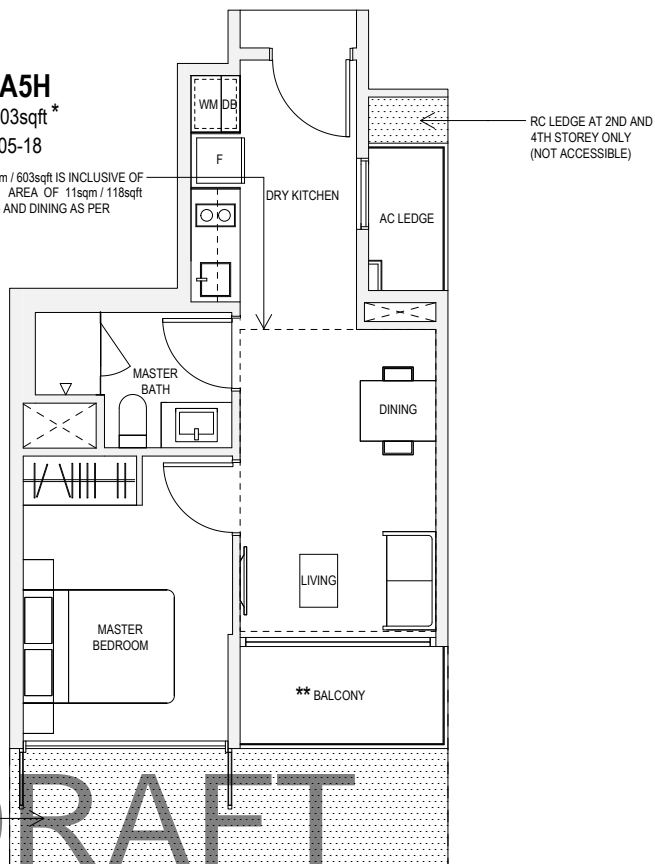 A5H
03sqft *
05-18
m / 603sqft IS INCLUSIVE OF
AREA OF 11sqm / 118sqft
AND DINING AS PER
WM DB
F
DRY KITCHEN
RC LEDGE AT 2ND AND
4TH STOREY ONLY
(NOT ACCESSIBLE)
AC LEDGE
MASTER
BATH
DINING
LIVING
MASTER
BEDROOM
** BALCONY
DRAFT